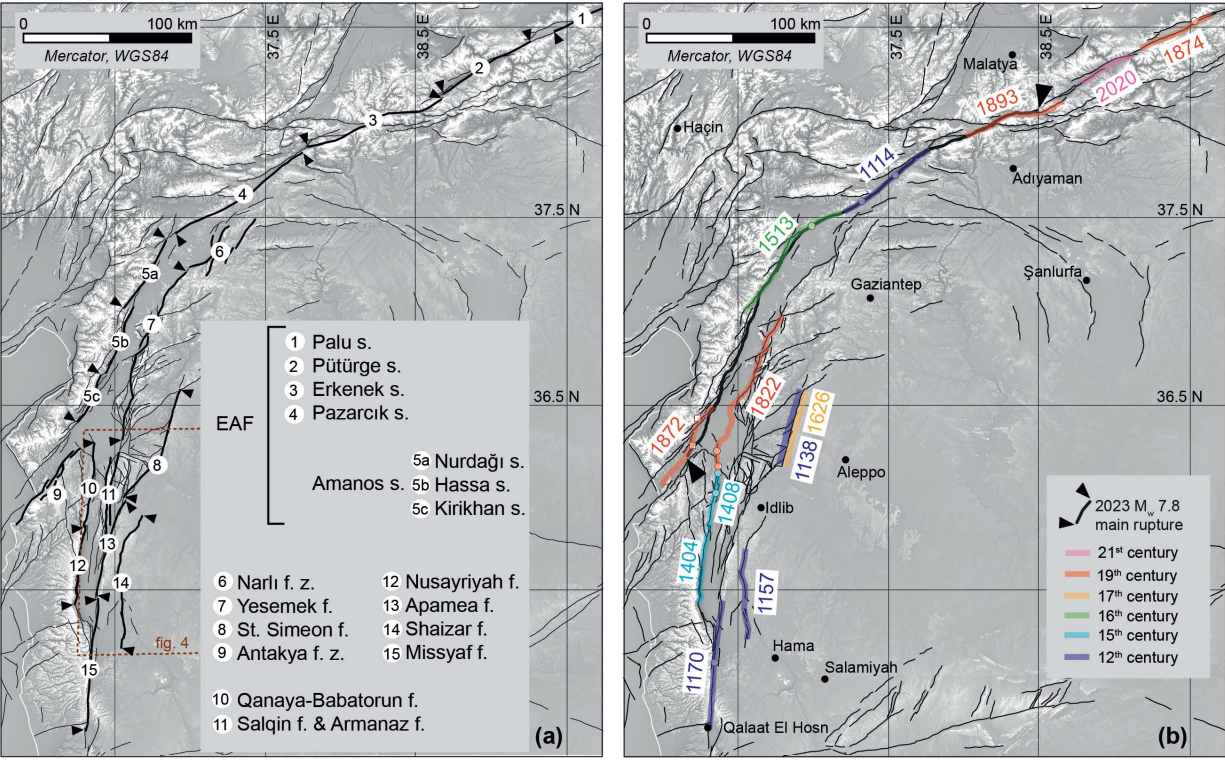 0 100 km
Mercator, WGS84
37.5 E
38.5 E
1
2
3
4
5a
6
7
5b
5c
8
9
10
11
12
13
14
15
fig. 4
EAF
1 Palu s.
2 Pütürge s.
3 Erkenek s.
4 Pazarcık s.
Amanos s.
5a Nurdağı s.
5b Hassa s.
5c Kirikhan s.
6 Narlı f. z.
7 Yesemek f.
8 St. Simeon f.
9 Antakya f. z.
12 Nusayriyah f.
13 Apamea f.
14 Shaizar f.
15 Missyaf f.
10 Qanaya-Babatorun f.
11 Salqin f. & Armanaz f.
(a)
37.5 N
36.5 N
0 100 km
Mercator, WGS84
37.5 E
38.5 E
Malatya
1874
2020
1893
Haçin
1114
Adıyaman
1513
Şanlurfa
Gaziantep
1822
1872
1626
1138
Aleppo
1408
Idlib
1404
1157
Hama
Salamiyah
1170
Qalaat El Hosn
2023 Mw 7.8
main rupture
21st century
19th century
17th century
16th century
15th century
12th century
(b)